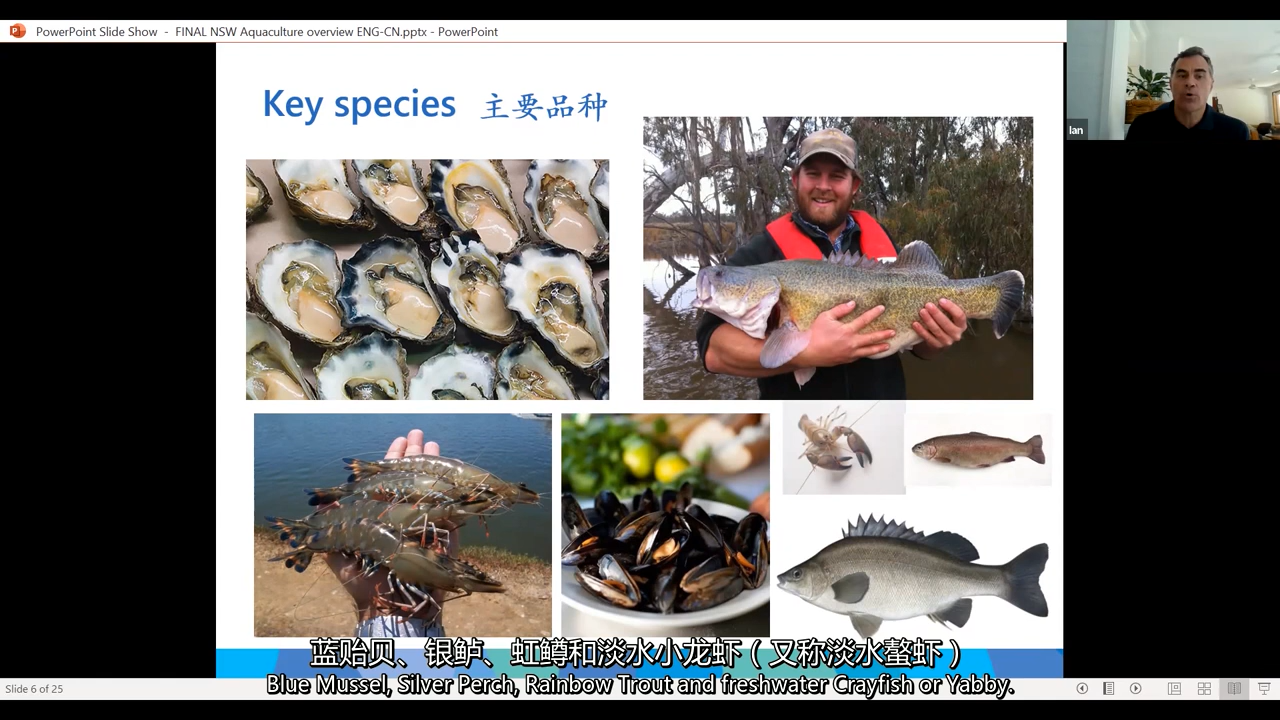 PowerPoint Slide Show - FINAL NSW Aquaculture overview ENG-CN.pptx - PowerPoint
Ian
Key species 主要品种
蓝贻贝、银鲈、虹鳟和淡水小龙虾（又称淡水螯虾）
Blue Mussel, Silver Perch, Rainbow Trout and freshwater Crayfish or Yabby.
Slide 6 of 25